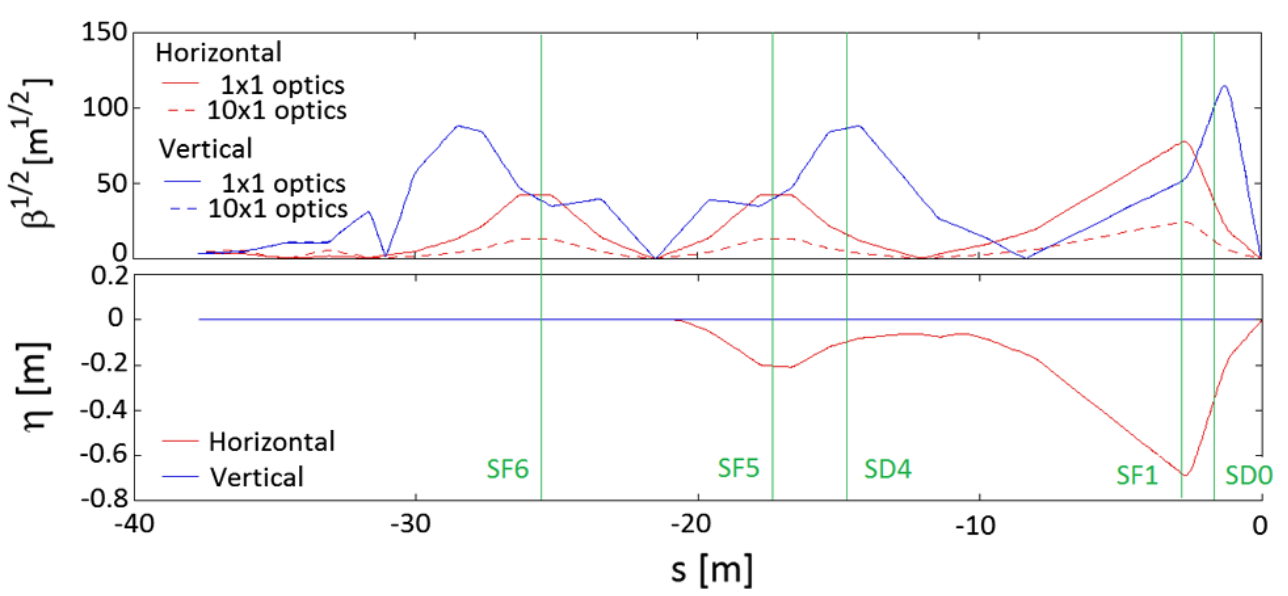 150
Horizontal
1x1 optics
10x1 optics
100
Vertical
1x1 optics
10x1 optics
50
0
β^1/2 [m^1/2]
0.2
0
-0.2
-0.4
-0.6
-0.8
η [m]
Horizontal
Vertical
SF6
SF5
SD4
SF1
SD0
-40
-30
-20
-10
0
s [m]